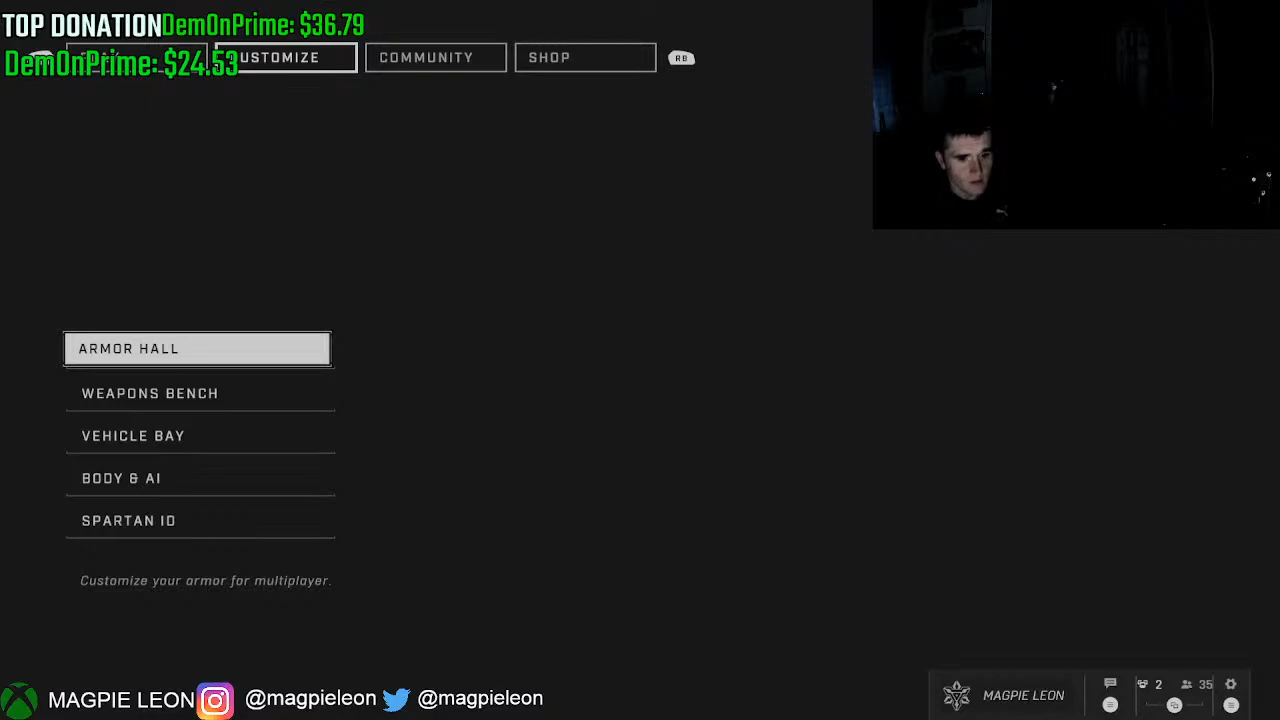 TOP DONATION DemOnPrime: $36.79
DemOnPrime: $24.53
CUSTOMIZE
COMMUNITY
SHOP
RB
ARMOR HALL
WEAPONS BENCH
VEHICLE BAY
BODY & AI
SPARTAN ID
Customize your armor for multiplayer.
MAGPIE LEON @magpieleon @magpieleon
MAGPIE LEON
2
35